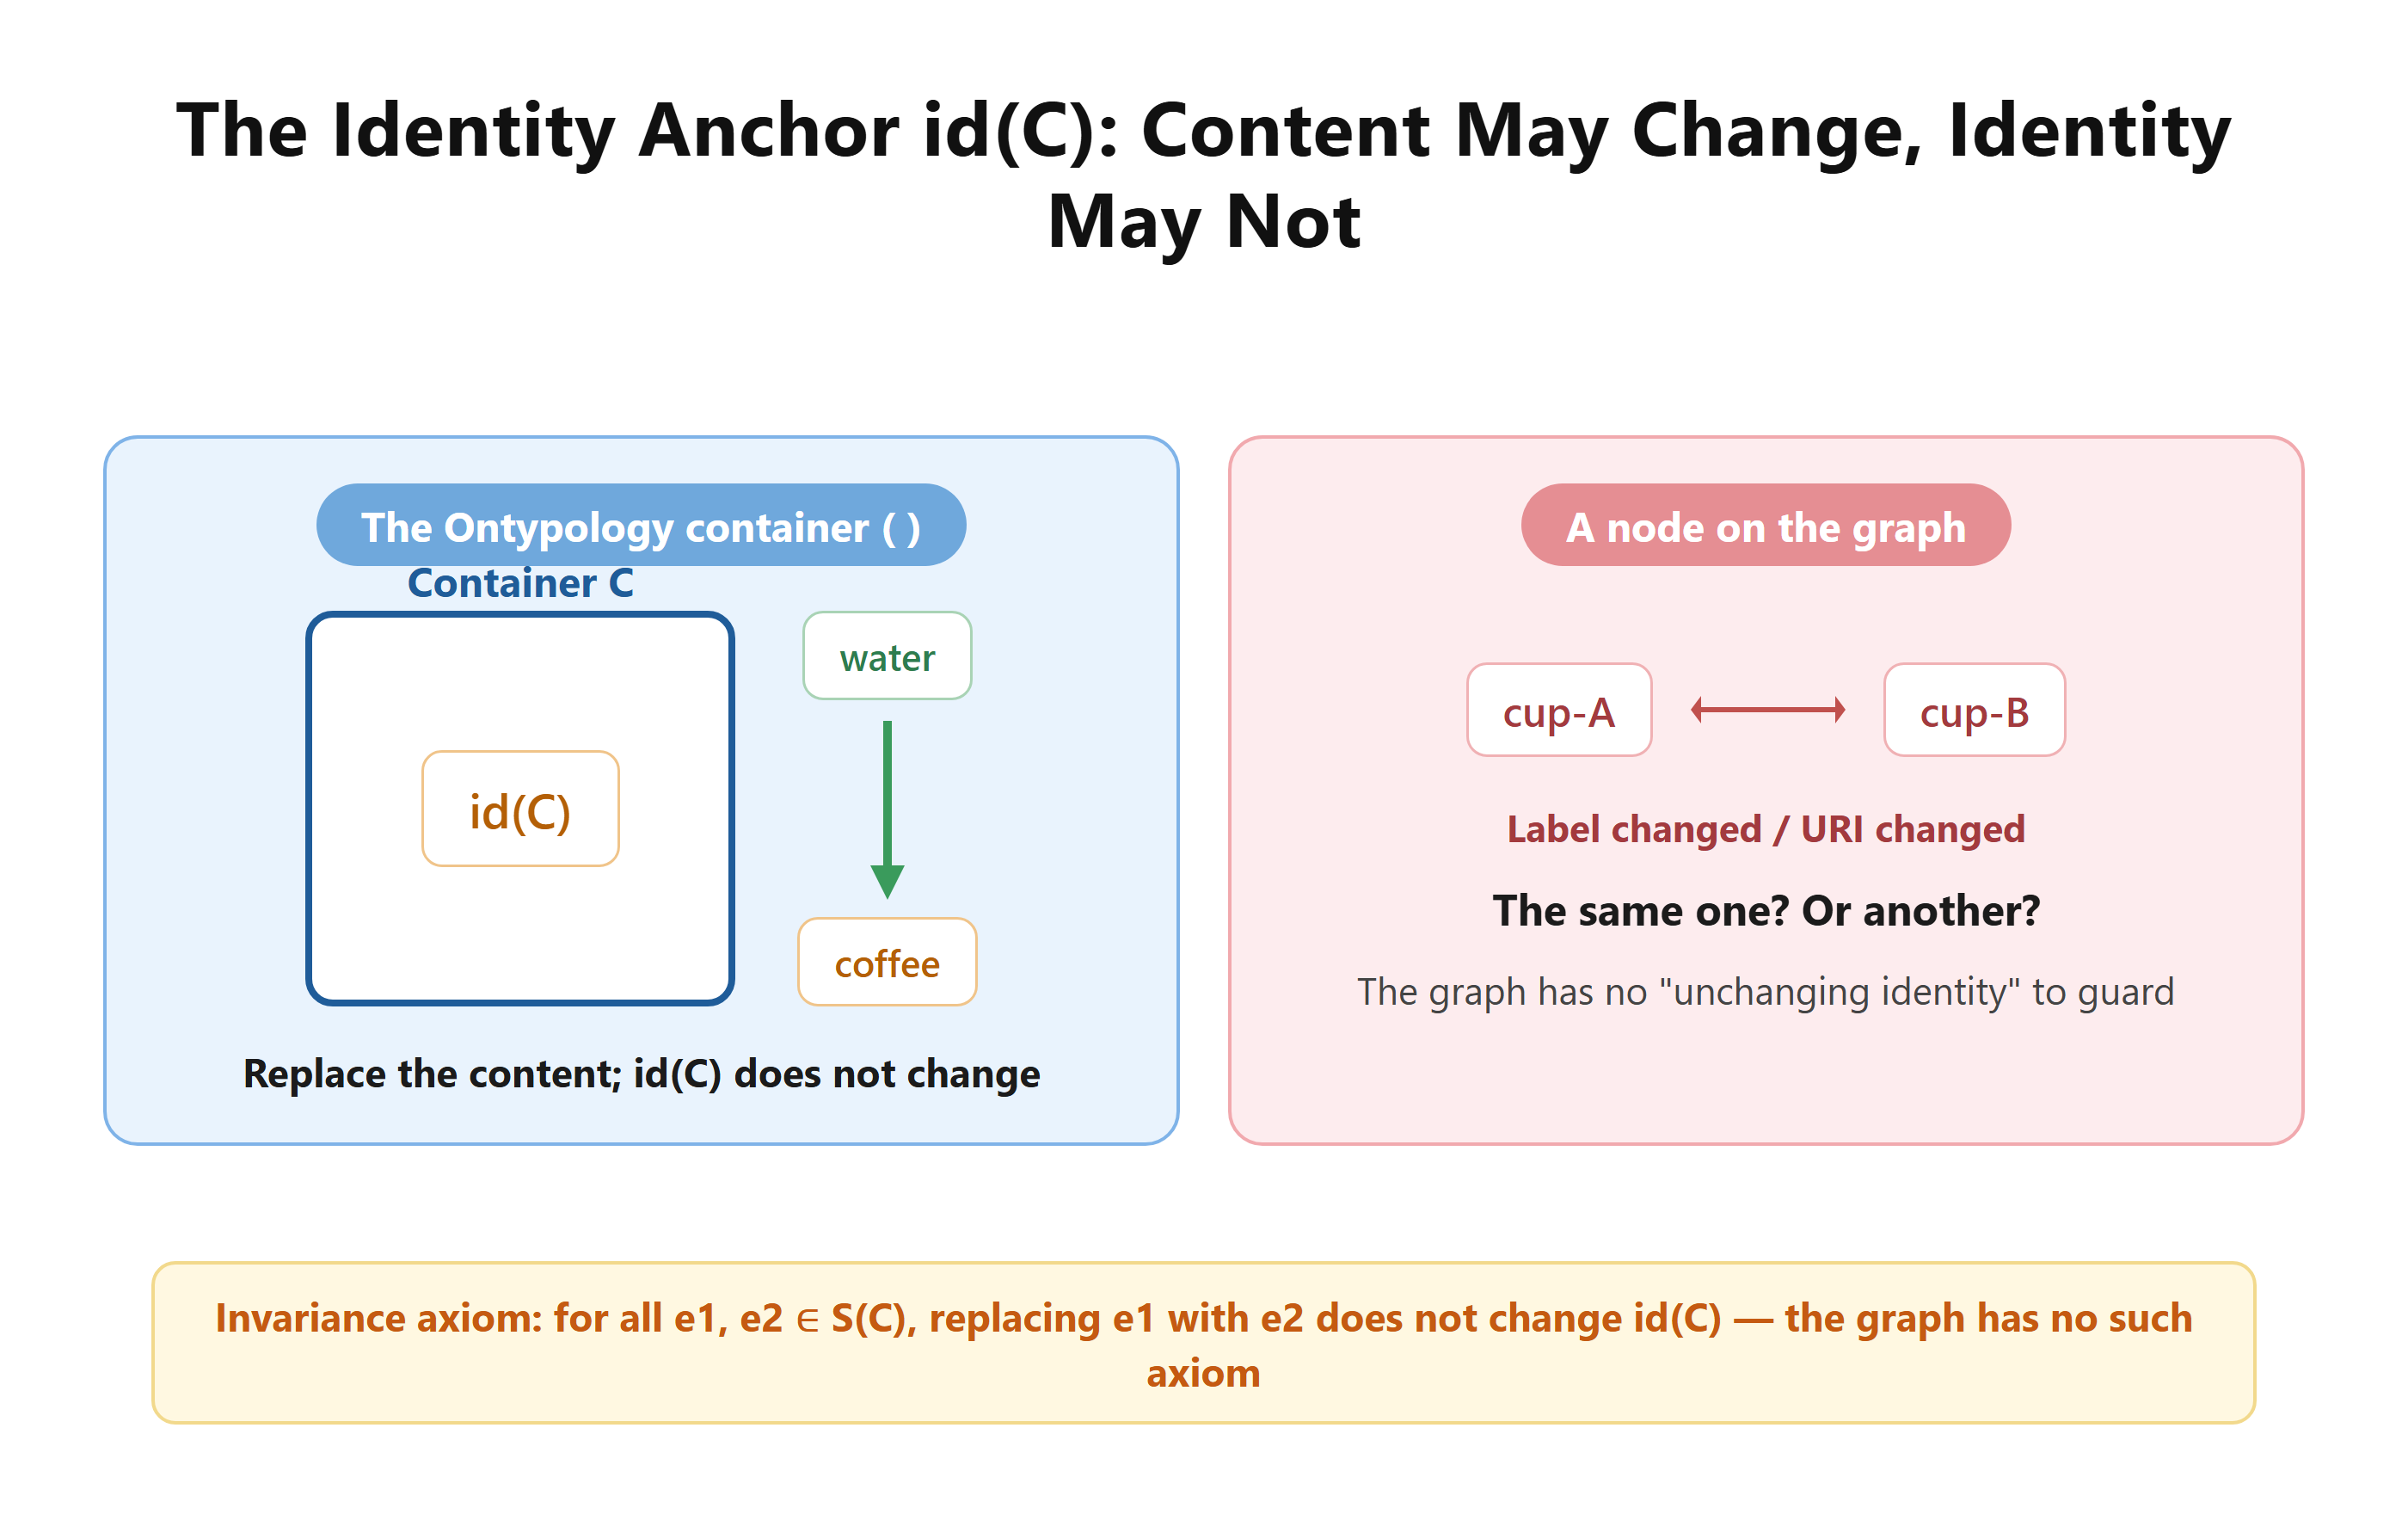 The Identity Anchor id(C): Content May Change, Identity
May Not
The Ontypology container ( )
Container C
id(C)
water
coffee
Replace the content; id(C) does not change
A node on the graph
cup-A
cup-B
Label changed / URI changed
The same one? Or another?
The graph has no "unchanging identity" to guard
Invariance axiom: for all e1, e2 ∈ S(C), replacing e1 with e2 does not change id(C) — the graph has no such
axiom